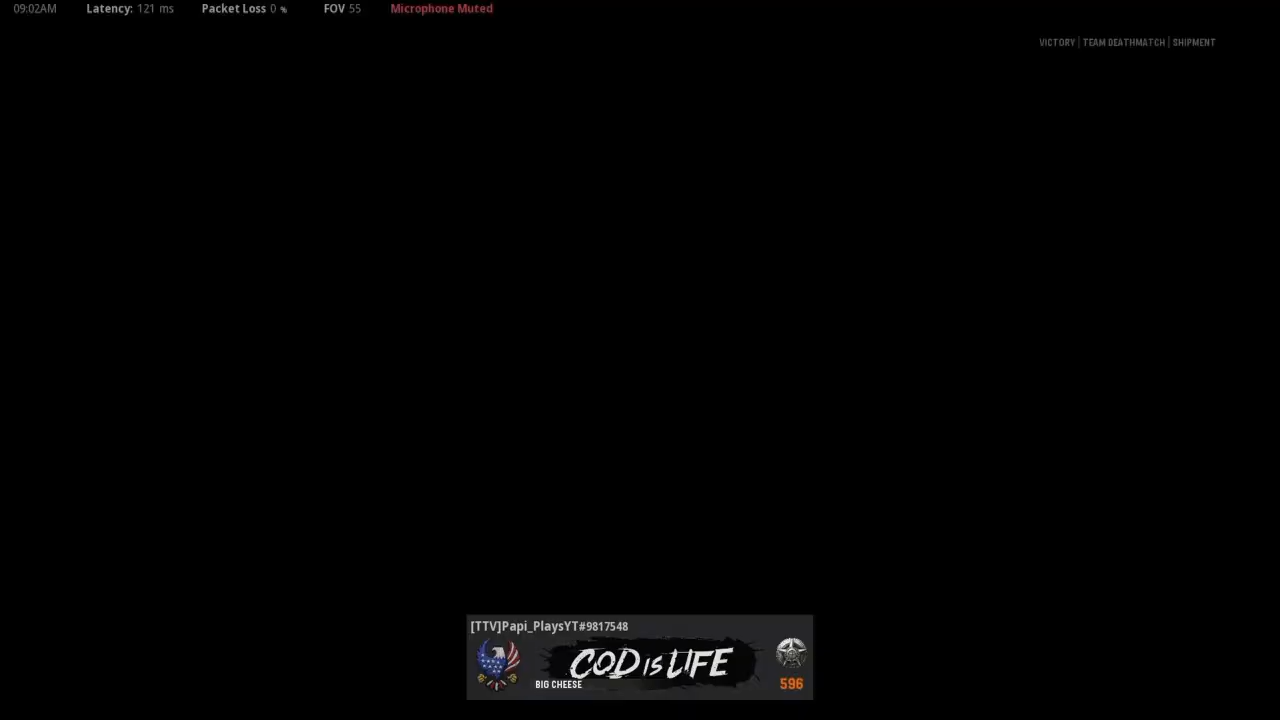 09:02AM Latency: 121 ms Packet Loss 0 % FOV 55 Microphone Muted
VICTORY | TEAM DEATHMATCH | SHIPMENT
[TTV]Papi_PlaysYT#9817548
COD IS LIFE
BIG CHEESE
596